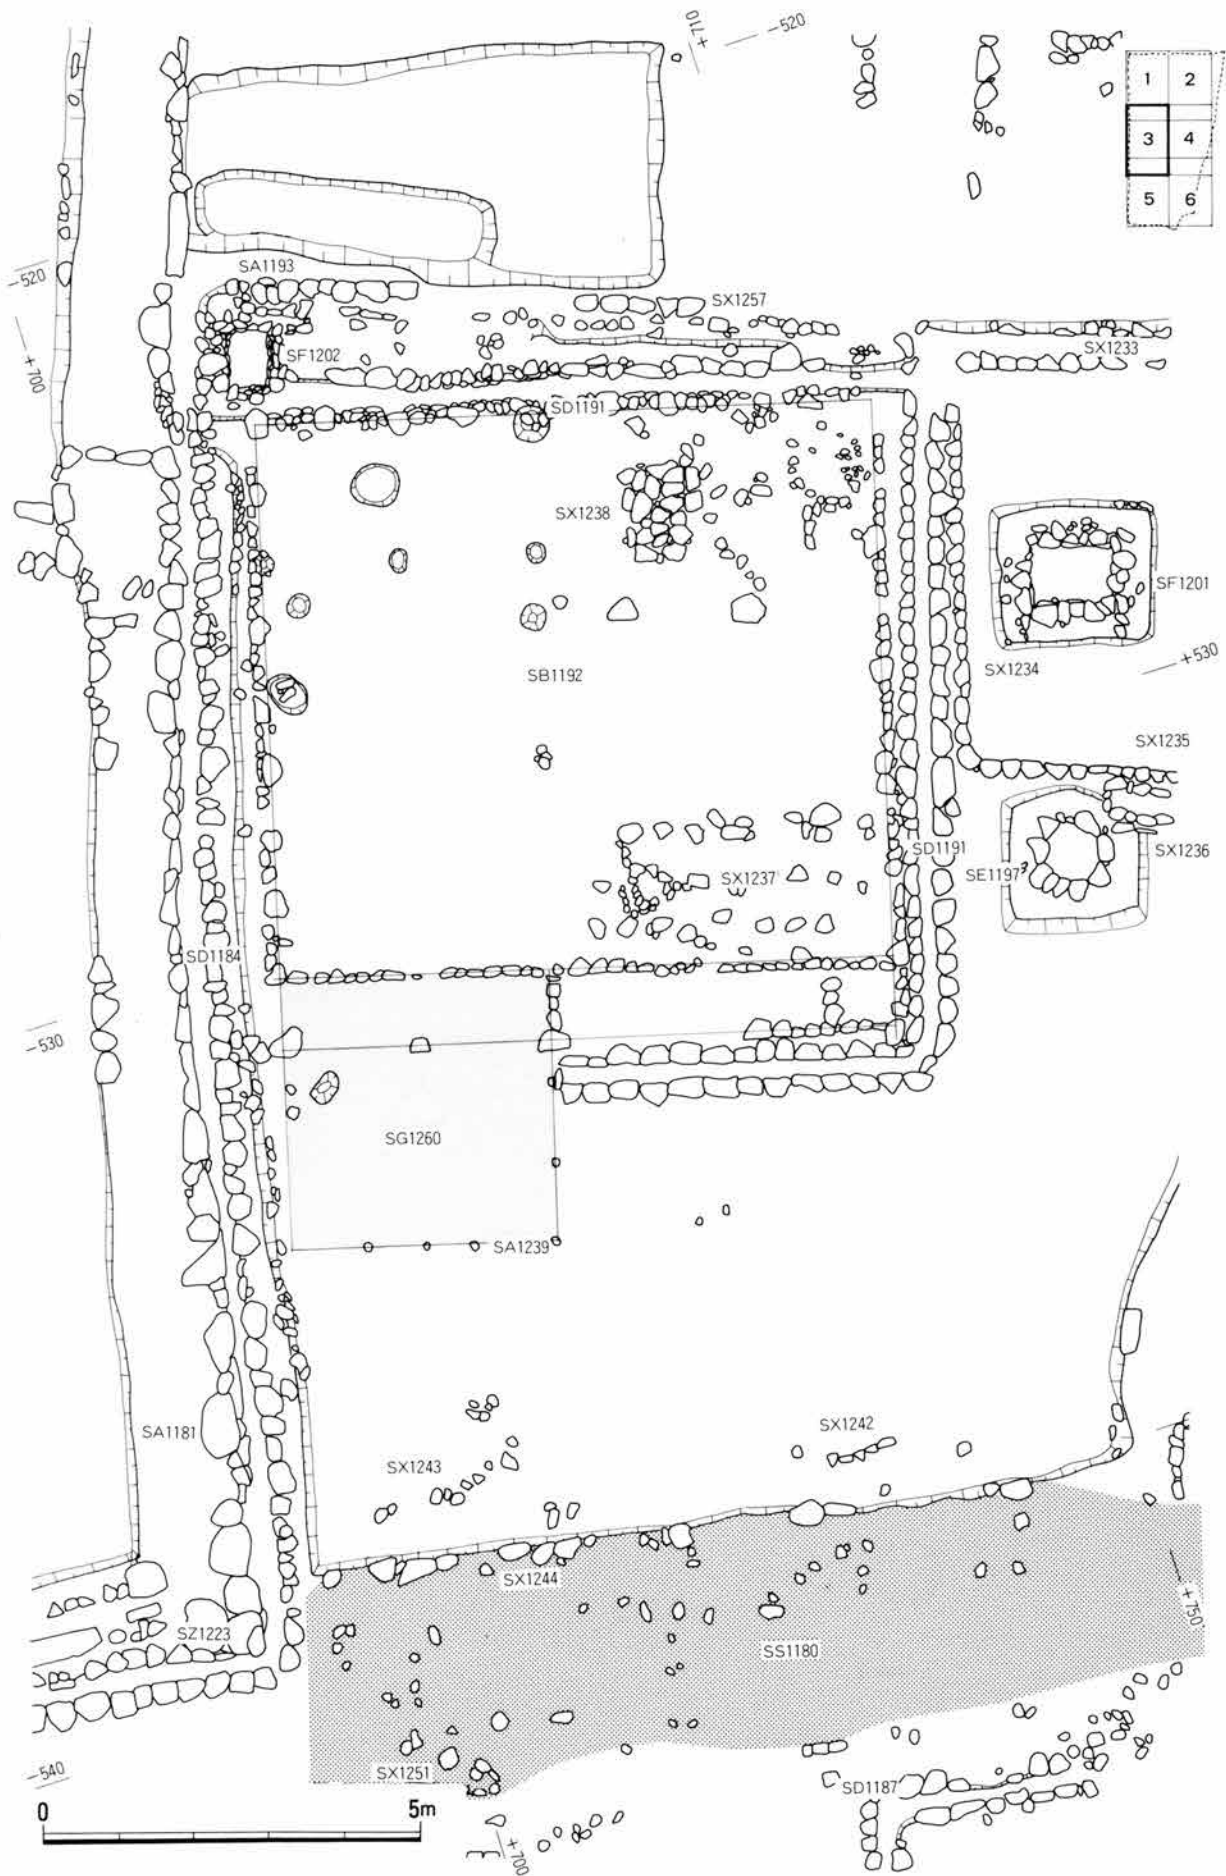 +710
-520
1 2
3 4
5 6
-520
+700
SA1193
SX1257
SX1233
SF1202
SD1191
SX1238
SF1201
SX1234
+530
SB1192
SX1235
SD1191
SX1236
SE1197
SX1237
SD1184
-530
SG1260
SA1239
SA1181
SX1242
SX1243
SX1244
+750
SZ1223
SS1180
SX1251
-540
SD1187
0 5m
+700